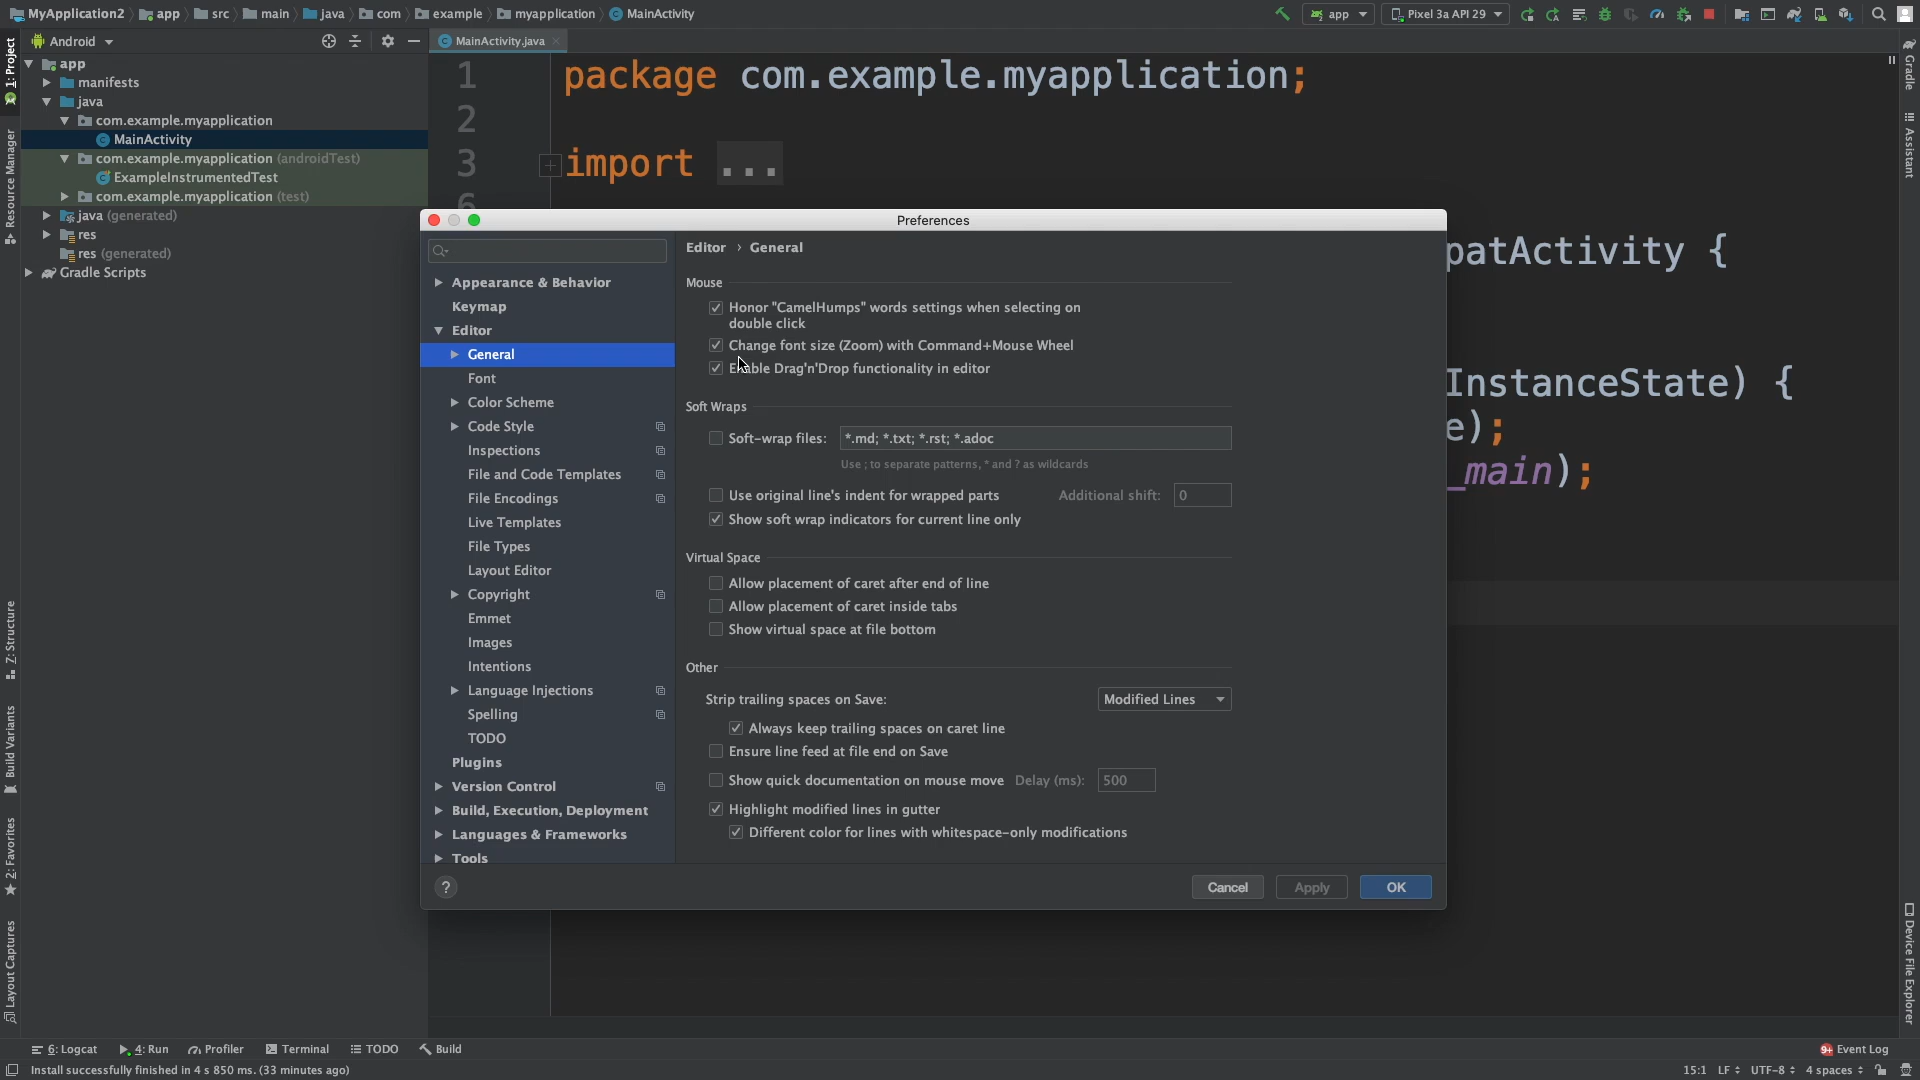 MyApplication2 app src main java com example myapplication MainActivity
app Pixel 3a API 29
1: Project
Android
MainActivity.java
app
manifests
java
com.example.myapplication
MainActivity
com.example.myapplication (androidTest)
ExampleInstrumentedTest
com.example.myapplication (test)
java (generated)
res
res (generated)
Gradle Scripts
Resource Manager
Z: Structure
Build Variants
2: Favorites
Layout Captures
1 package com.example.myapplication;
2
3 import ...
6
patActivity {
InstanceState) {
e);
_main);
Gradle
Assistant
Device File Explorer
Preferences
Appearance & Behavior
Keymap
Editor
General
Font
Color Scheme
Code Style
Inspections
File and Code Templates
File Encodings
Live Templates
File Types
Layout Editor
Copyright
Emmet
Images
Intentions
Language Injections
Spelling
TODO
Plugins
Version Control
Build, Execution, Deployment
Languages & Frameworks
Tools
Editor › General
Mouse
Honor "CamelHumps" words settings when selecting on
double click
Change font size (Zoom) with Command+Mouse Wheel
Enable Drag'n'Drop functionality in editor
Soft Wraps
Soft-wrap files: *.md; *.txt; *.rst; *.adoc
Use ; to separate patterns, * and ? as wildcards
Use original line's indent for wrapped parts Additional shift: 0
Show soft wrap indicators for current line only
Virtual Space
Allow placement of caret after end of line
Allow placement of caret inside tabs
Show virtual space at file bottom
Other
Strip trailing spaces on Save: Modified Lines
Always keep trailing spaces on caret line
Ensure line feed at file end on Save
Show quick documentation on mouse move Delay (ms): 500
Highlight modified lines in gutter
Different color for lines with whitespace-only modifications
? Cancel Apply OK
6: Logcat 4: Run Profiler Terminal TODO Build
9+ Event Log
Install successfully finished in 4 s 850 ms. (33 minutes ago)
15:1 LF UTF-8 4 spaces